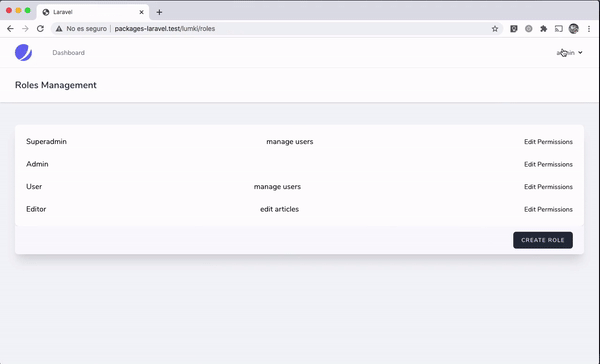 Laravel
No es seguro | packages-laravel.test/lumki/roles
Dashboard
admin
Roles Management
Superadmin manage users Edit Permissions
Admin Edit Permissions
User manage users Edit Permissions
Editor edit articles Edit Permissions
CREATE ROLE